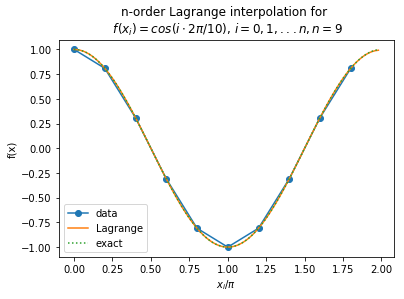 n-order Lagrange interpolation for
f(x_i) = cos(i · 2π/10), i = 0, 1, ... n, n = 9
f(x)
1.00
0.75
0.50
0.25
0.00
−0.25
−0.50
−0.75
−1.00
data
Lagrange
exact
0.00 0.25 0.50 0.75 1.00 1.25 1.50 1.75 2.00
x_i/π